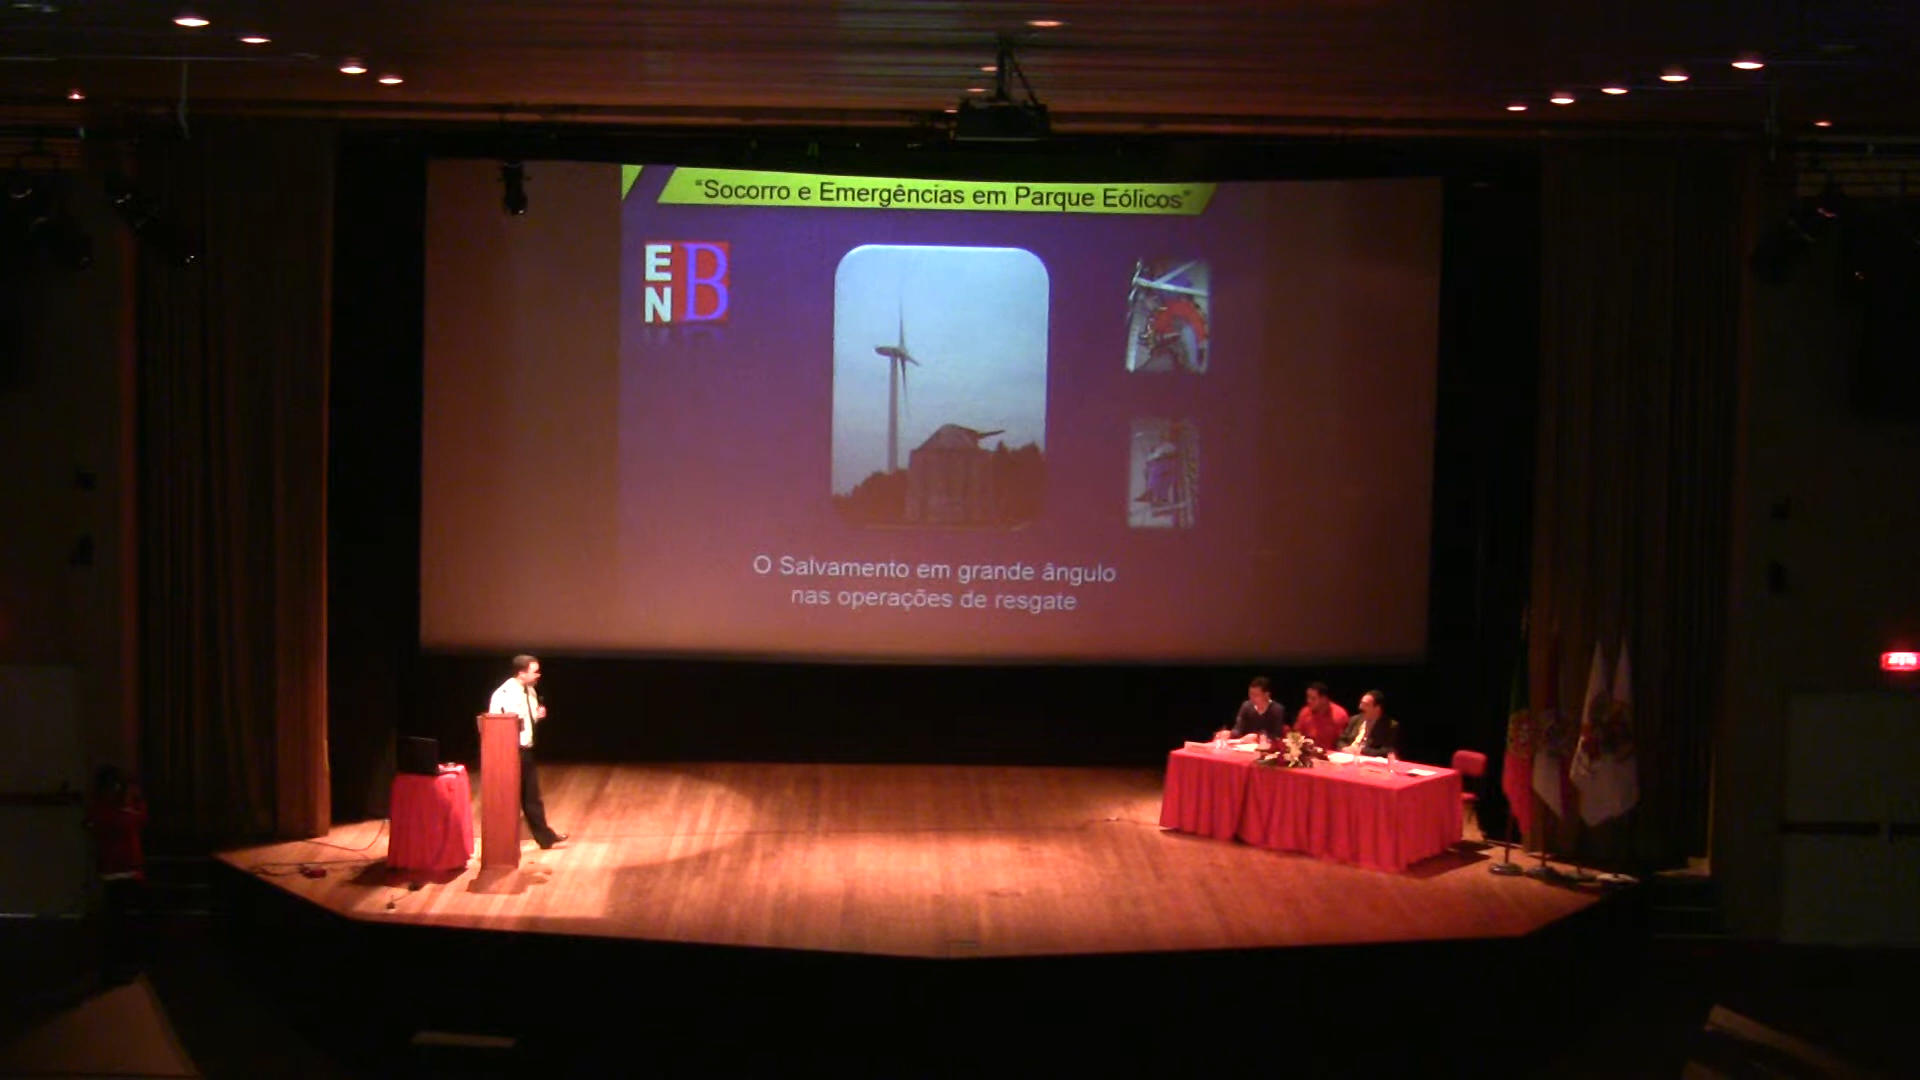 “Socorro e Emergências em Parque Eólicos”
E
N B
O Salvamento em grande ângulo
nas operações de resgate